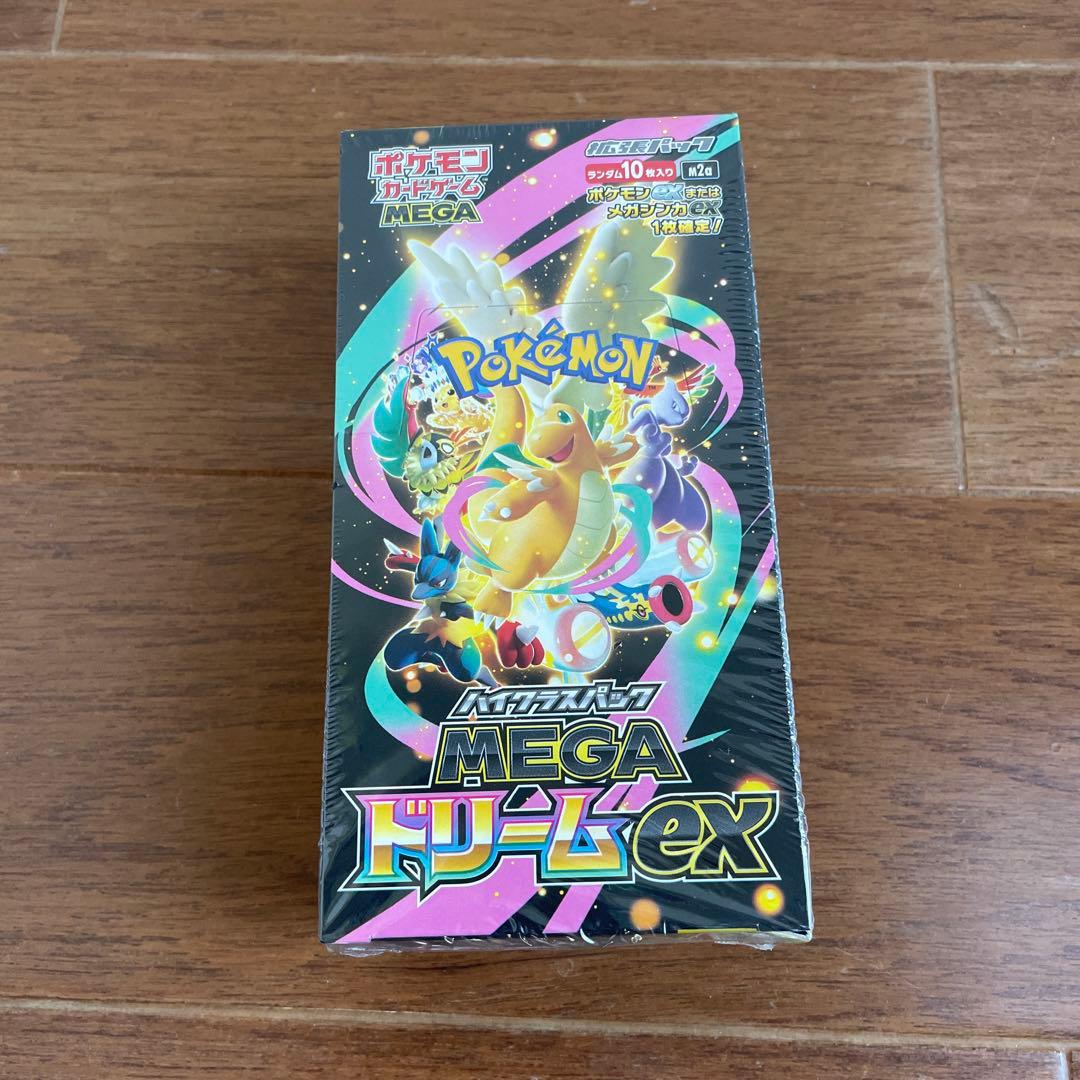 ポケモン
カードゲーム
MEGA
拡張パック
ランダム10枚入り M2a
ポケモンexまたは
メガシンカex
1枚確定!
POKéMON
TM
ハイクラスパック
MEGA
ドリームex